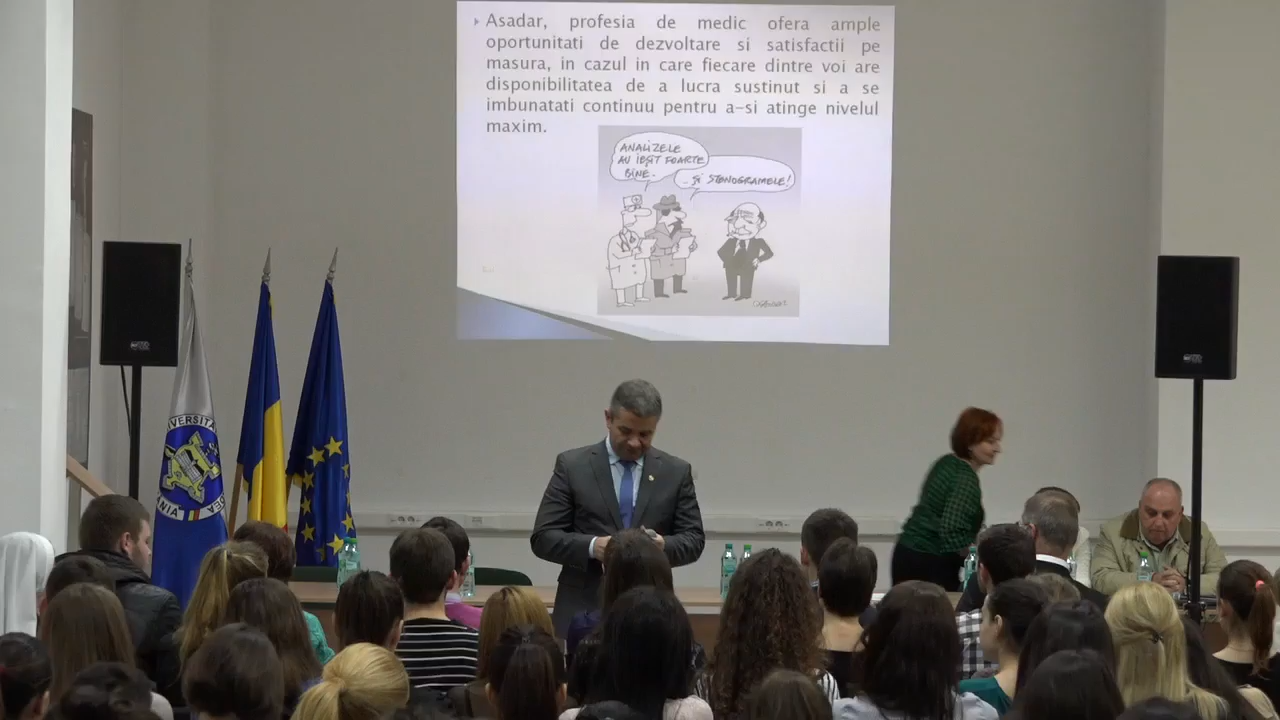 Asadar, profesia de medic ofera ample
oportunitati de dezvoltare si satisfactii pe
masura, in cazul in care fiecare dintre voi are
disponibilitatea de a lucra sustinut si a se
imbunatati continuu pentru a-si atinge nivelul
maxim.
ANALIZELE
AU IEȘIT FOARTE
BINE.
..ȘI STENOGRAMELE!